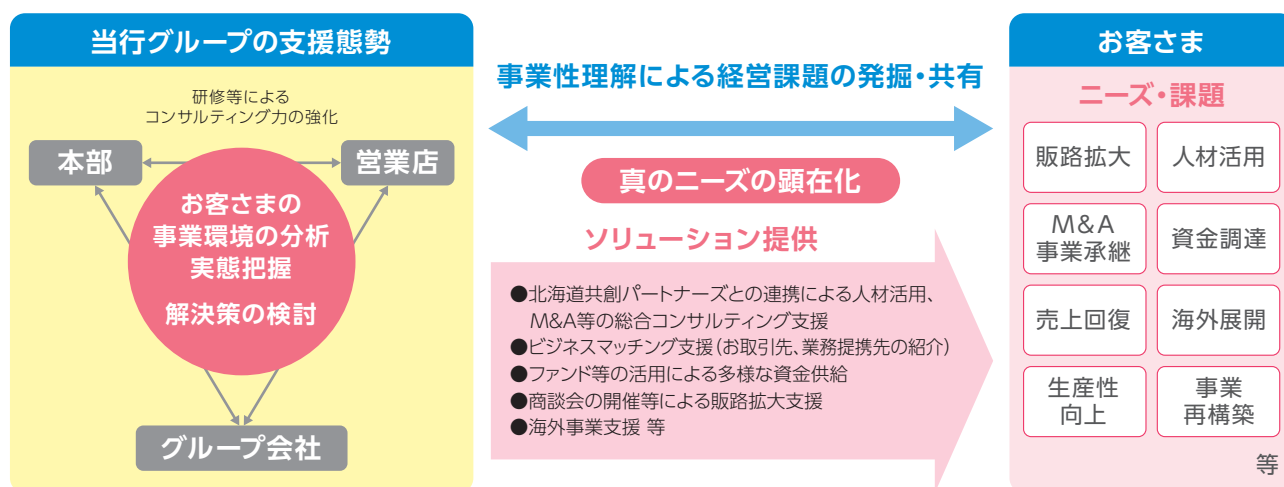 当行グループの支援態勢
研修等による
コンサルティング力の強化
本部
営業店
お客さまの
事業環境の分析
実態把握
解決策の検討
グループ会社
事業性理解による経営課題の発掘・共有
真のニーズの顕在化
ソリューション提供
●北海道共創パートナーズとの連携による人材活用、
M&A等の総合コンサルティング支援
●ビジネスマッチング支援(お取引先、業務提携先の紹介)
●ファンド等の活用による多様な資金供給
●商談会の開催等による販路拡大支援
●海外事業支援 等
お客さま
ニーズ・課題
販路拡大
人材活用
M&A
事業承継
資金調達
売上回復
海外展開
生産性
向上
事業
再構築
等